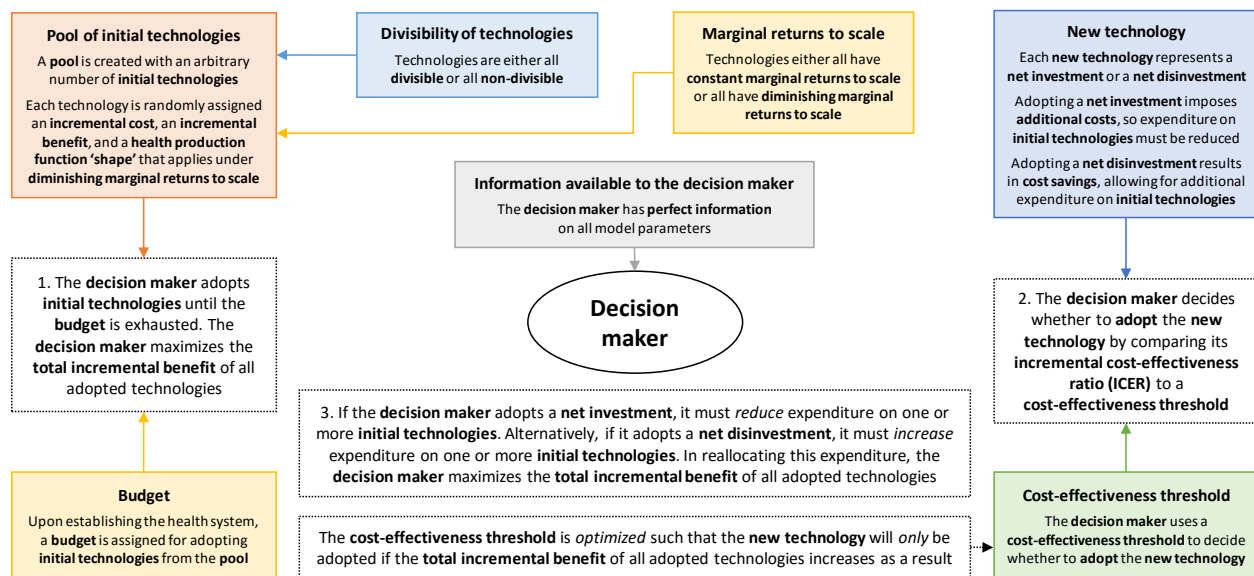 Pool of initial technologies
A pool is created with an arbitrary
number of initial technologies
Each technology is randomly assigned
an incremental cost, an incremental
benefit, and a health production
function ‘shape’ that applies under
diminishing marginal returns to scale
Divisibility of technologies
Technologies are either all
divisible or all non-divisible
Marginal returns to scale
Technologies either all have
constant marginal returns to scale
or all have diminishing marginal
returns to scale
New technology
Each new technology represents a
net investment or a net disinvestment
Adopting a net investment imposes
additional costs, so expenditure on
initial technologies must be reduced
Adopting a net disinvestment results
in cost savings, allowing for additional
expenditure on initial technologies
Information available to the decision maker
The decision maker has perfect information
on all model parameters
Decision
maker
1. The decision maker adopts
initial technologies until the
budget is exhausted. The
decision maker maximizes the
total incremental benefit of all
adopted technologies
2. The decision maker decides
whether to adopt the new
technology by comparing its
incremental cost-effectiveness
ratio (ICER) to a
cost-effectiveness threshold
3. If the decision maker adopts a net investment, it must reduce expenditure on one or
more initial technologies. Alternatively, if it adopts a net disinvestment, it must increase
expenditure on one or more initial technologies. In reallocating this expenditure, the
decision maker maximizes the total incremental benefit of all adopted technologies
Budget
Upon establishing the health system,
a budget is assigned for adopting
initial technologies from the pool
The cost-effectiveness threshold is optimized such that the new technology will only be
adopted if the total incremental benefit of all adopted technologies increases as a result
Cost-effectiveness threshold
The decision maker uses a
cost-effectiveness threshold to decide
whether to adopt the new technology